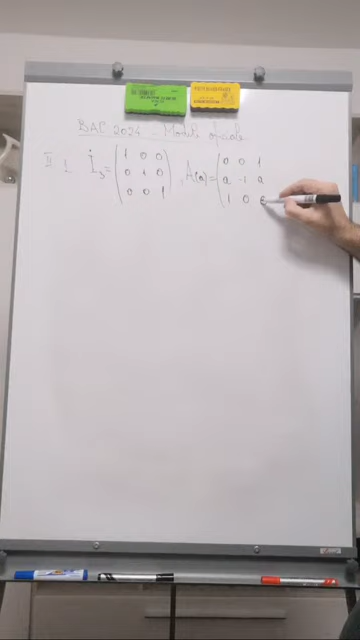 BAC 2024 - Modele oficiale
II 1. I₃ = (1 0 0 0 1 0 0 0 1), A(a) = (0 0 1 a -1 a 1 0